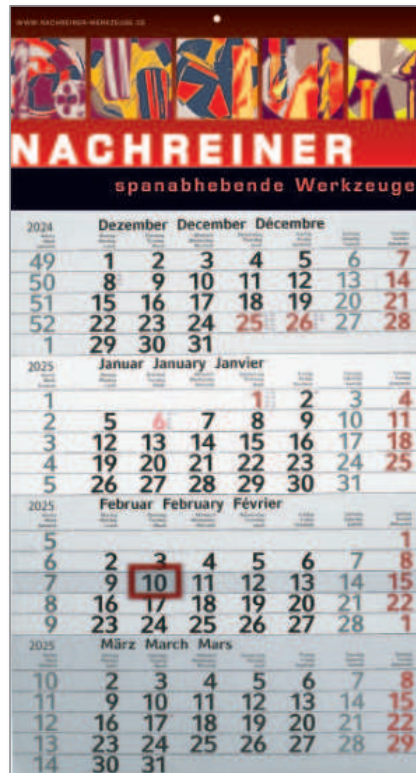 WWW.NACHREINER-WERKZEUGE.DE
NACHREINER
spanabhebende Werkzeuge
2024 Dezember December Décembre
49 1 2 3 4 5 6 7
50 8 9 10 11 12 13 14
51 15 16 17 18 19 20 21
52 22 23 24 25 26 27 28
1 29 30 31
2025 Januar January Janvier
1 1 2 3 4
2 5 6 7 8 9 10 11
3 12 13 14 15 16 17 18
4 19 20 21 22 23 24 25
5 26 27 28 29 30 31
2025 Februar February Février
5 1
6 2 3 4 5 6 7 8
7 9 10 11 12 13 14 15
8 16 17 18 19 20 21 22
9 23 24 25 26 27 28 1
2025 März March Mars
10 2 3 4 5 6 7 8
11 9 10 11 12 13 14 15
12 16 17 18 19 20 21 22
13 23 24 25 26 27 28 29
14 30 31